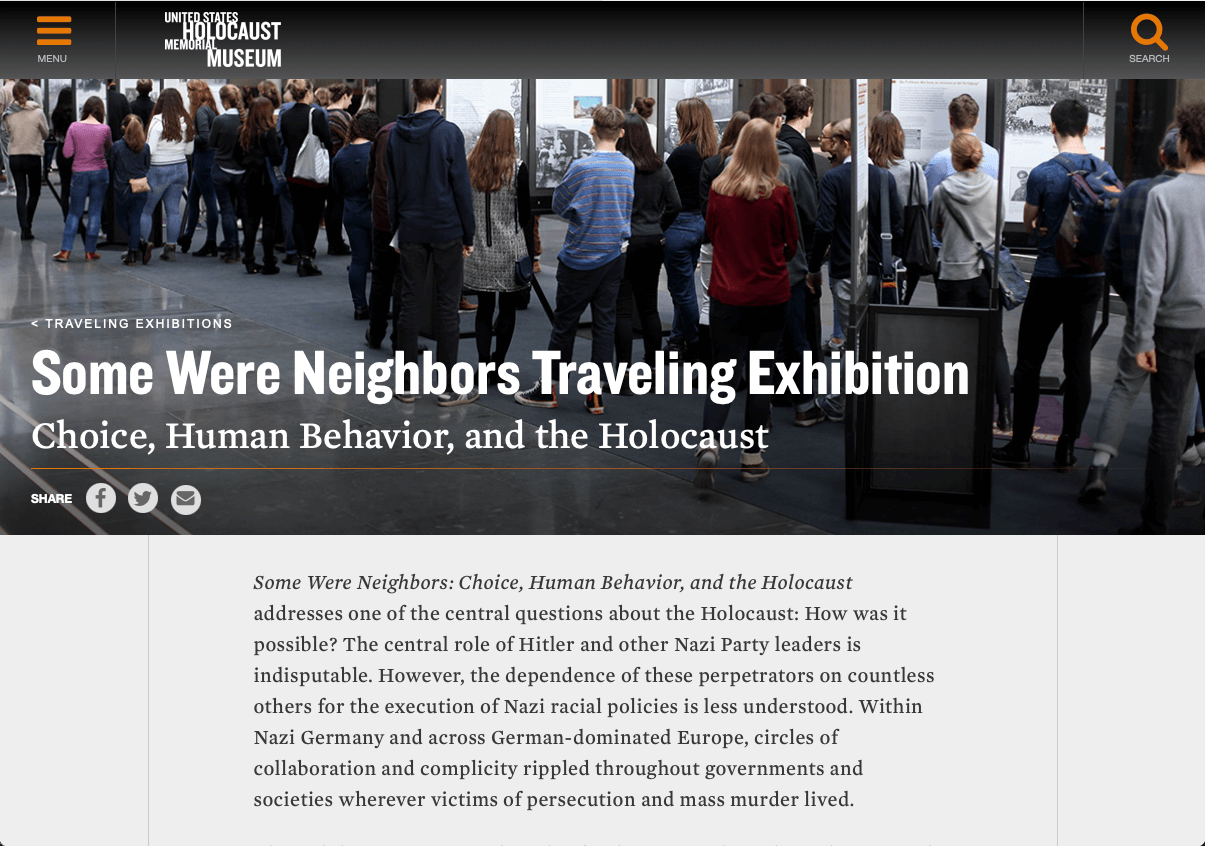 MENU
UNITED STATES
HOLOCAUST
MEMORIAL
MUSEUM
SEARCH
< TRAVELING EXHIBITIONS
Some Were Neighbors Traveling Exhibition
Choice, Human Behavior, and the Holocaust
SHARE
Some Were Neighbors: Choice, Human Behavior, and the Holocaust
addresses one of the central questions about the Holocaust: How was it
possible? The central role of Hitler and other Nazi Party leaders is
indisputable. However, the dependence of these perpetrators on countless
others for the execution of Nazi racial policies is less understood. Within
Nazi Germany and across German-dominated Europe, circles of
collaboration and complicity rippled throughout governments and
societies wherever victims of persecution and mass murder lived.